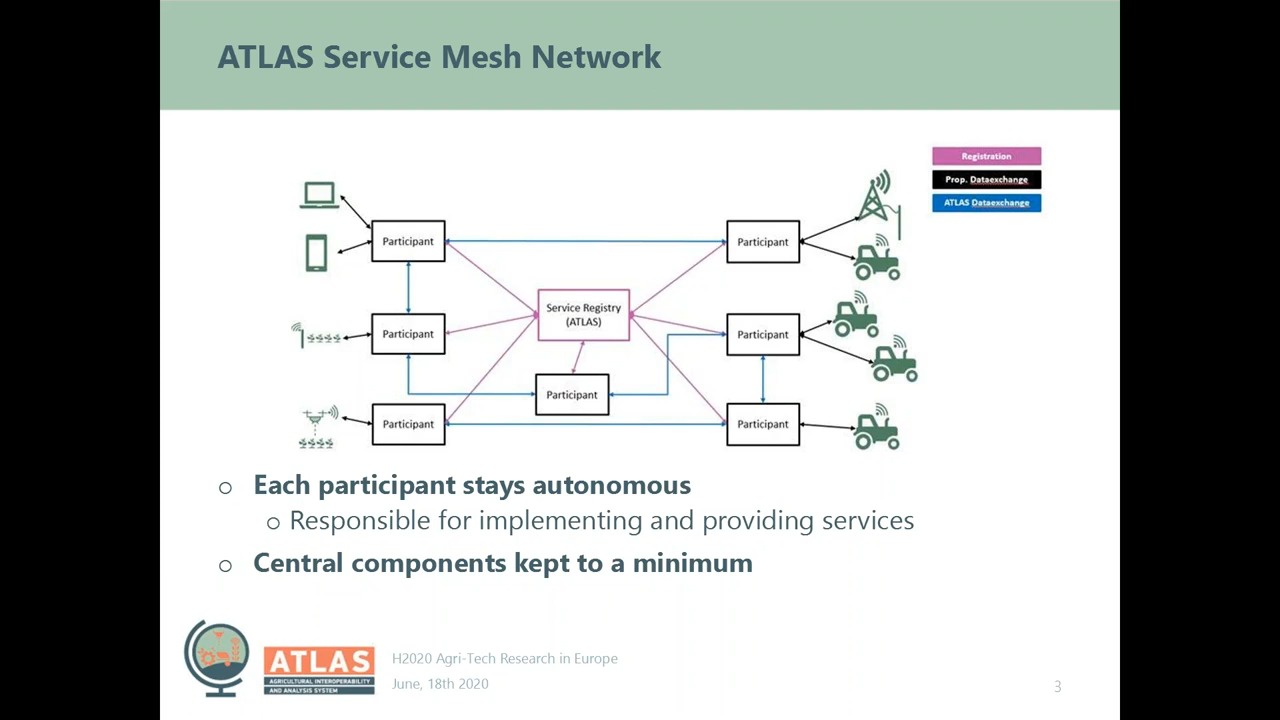 ATLAS Service Mesh Network
Registration
Prop. Dataexchange
ATLAS Dataexchange
Participant
Participant
Service Registry
(ATLAS)
Participant
Participant
Participant
Participant
Participant
o Each participant stays autonomous
o Responsible for implementing and providing services
o Central components kept to a minimum
ATLAS
AGRICULTURAL INTEROPERABILITY
AND ANALYSIS SYSTEM
H2020 Agri-Tech Research in Europe
June, 18th 2020
3